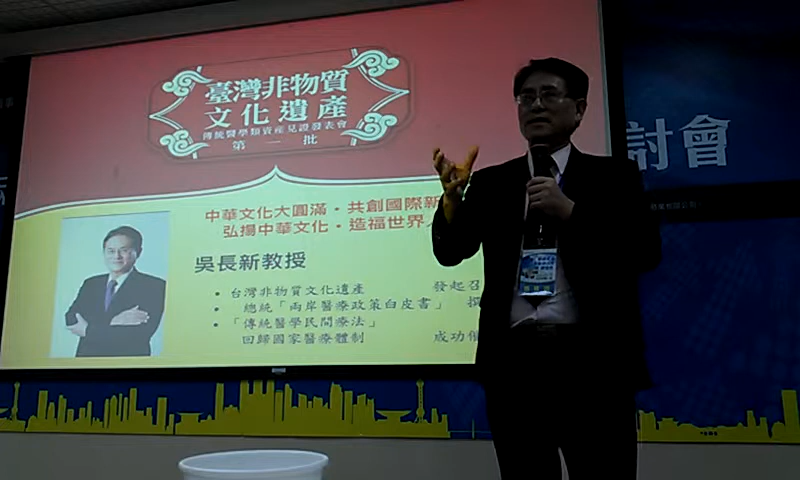 臺灣非物質
文化遺產
傳統醫學類資產見證發表會
第一批
中華文化大圓滿・共創國際新
弘揚中華文化・造福世界
吳長新教授
• 台灣非物質文化遺產 發起召
• 總統「兩岸醫療政策白皮書」 撰
• 「傳統醫學民間療法」
回歸國家醫療體制 成功催
討會